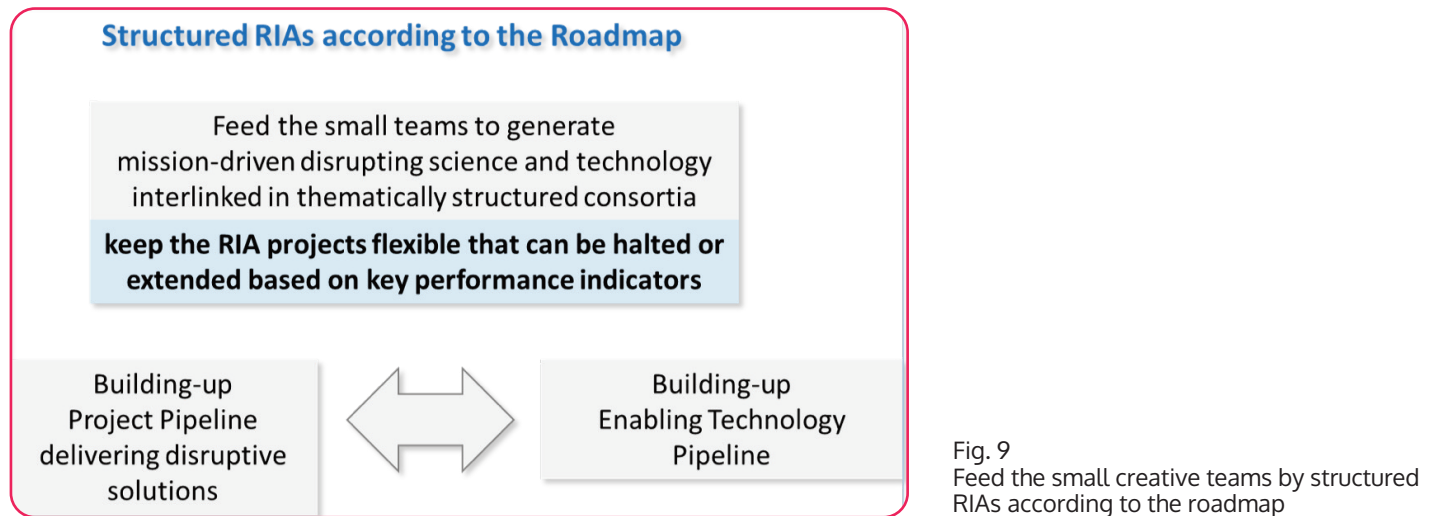 Structured RIAs according to the Roadmap
Feed the small teams to generate
mission-driven disrupting science and technology
interlinked in thematically structured consortia
keep the RIA projects flexible that can be halted or
extended based on key performance indicators
Building-up
Project Pipeline
delivering disruptive
solutions
Building-up
Enabling Technology
Pipeline
Fig. 9
Feed the small creative teams by structured
RIAs according to the roadmap